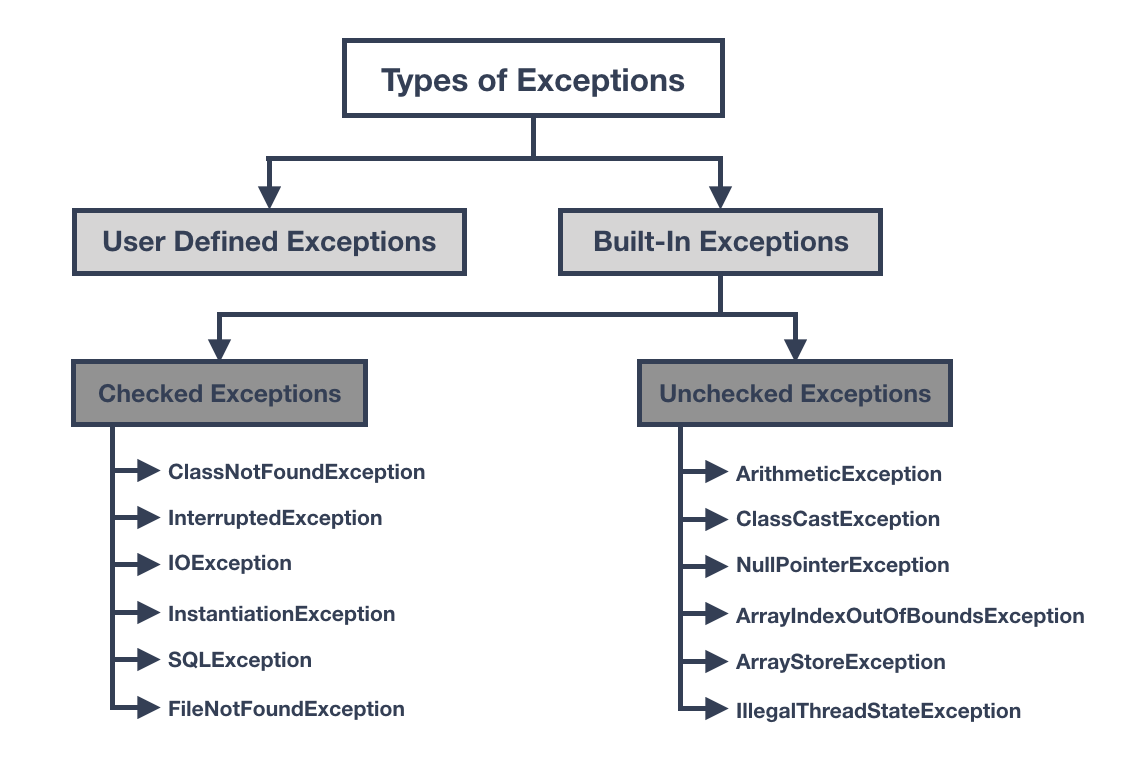 Types of Exceptions
User Defined Exceptions
Built-In Exceptions
Checked Exceptions
ClassNotFoundException
InterruptedException
IOException
InstantiationException
SQLException
FileNotFoundException
Unchecked Exceptions
ArithmeticException
ClassCastException
NullPointerException
ArrayIndexOutOfBoundsException
ArrayStoreException
IllegalThreadStateException